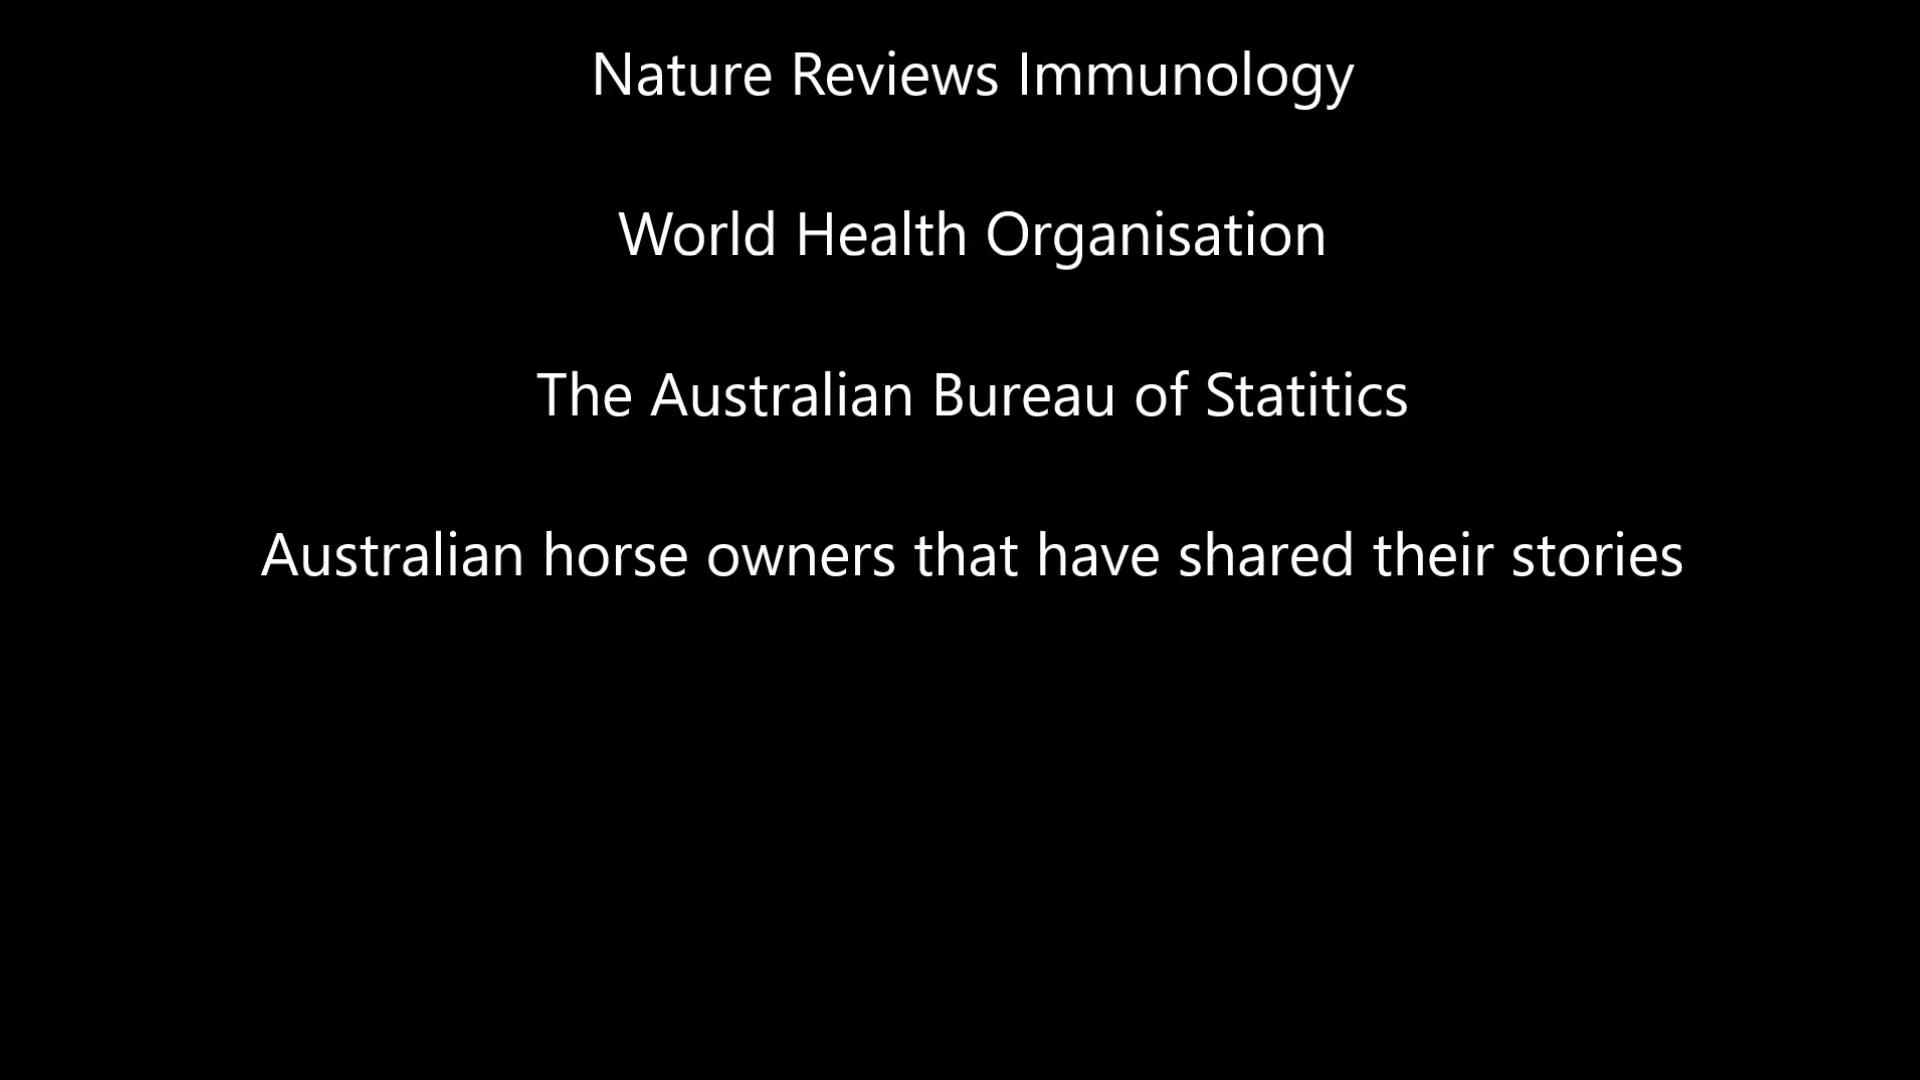 Nature Reviews Immunology
World Health Organisation
The Australian Bureau of Statitics
Australian horse owners that have shared their stories